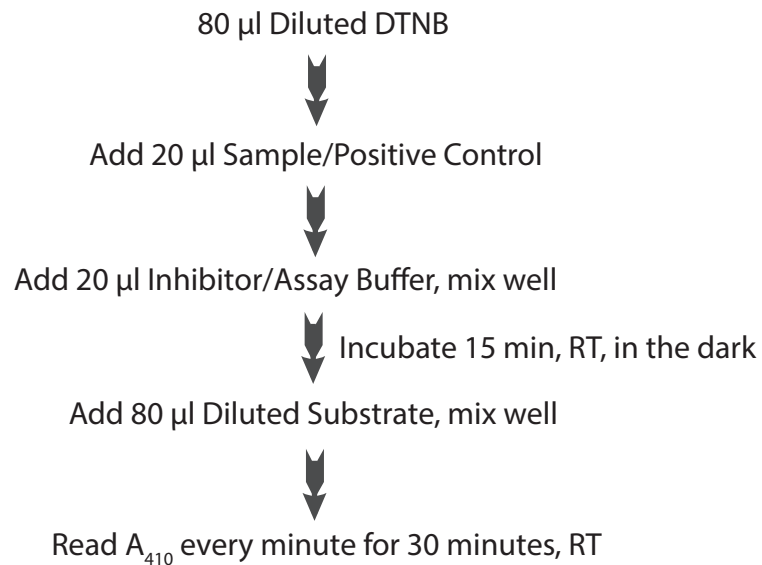 80 µl Diluted DTNB
Add 20 µl Sample/Positive Control
Add 20 µl Inhibitor/Assay Buffer, mix well
Incubate 15 min, RT, in the dark
Add 80 µl Diluted Substrate, mix well
Read A410 every minute for 30 minutes, RT